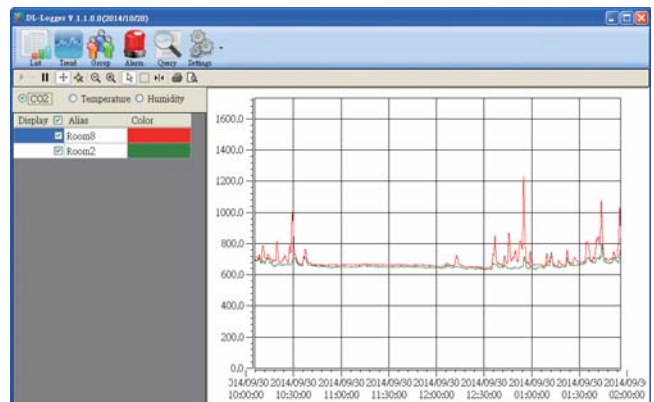 DL-Logger V 1.1.0.0(2014/10/20)
List Trend Group Alarm Query Settings
CO2 Temperature Humidity
Display Alias Color
Room8
Room2
1600.0
1400.0
1200.0
1000.0
800.0
600.0
400.0
200.0
0.0
014/09/30 2014/09/30 2014/09/30 2014/09/30 2014/09/30 2014/09/30 2014/09/30 2014/09/30 2014/09/3
10:00:00 10:30:00 11:00:00 11:30:00 12:00:00 12:30:00 01:00:00 01:30:00 02:00:00